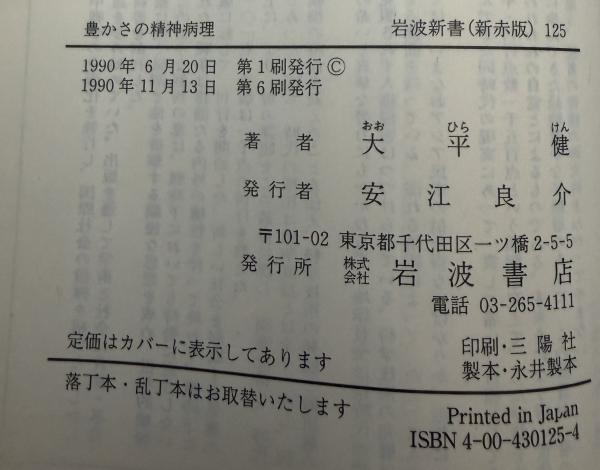 豊かさの精神病理 岩波新書(新赤版) 125
1990年6月20日 第1刷発行©
1990年11月13日 第6刷発行
おお ひら けん
著者 大平健
発行者 安江良介
〒101-02 東京都千代田区一ツ橋2-5-5
発行所 株式会社 岩波書店
電話 03-265-4111
定価はカバーに表示してあります
印刷・三陽社
製本・永井製本
落丁本・乱丁本はお取替いたします
Printed in Japan
ISBN 4-00-430125-4